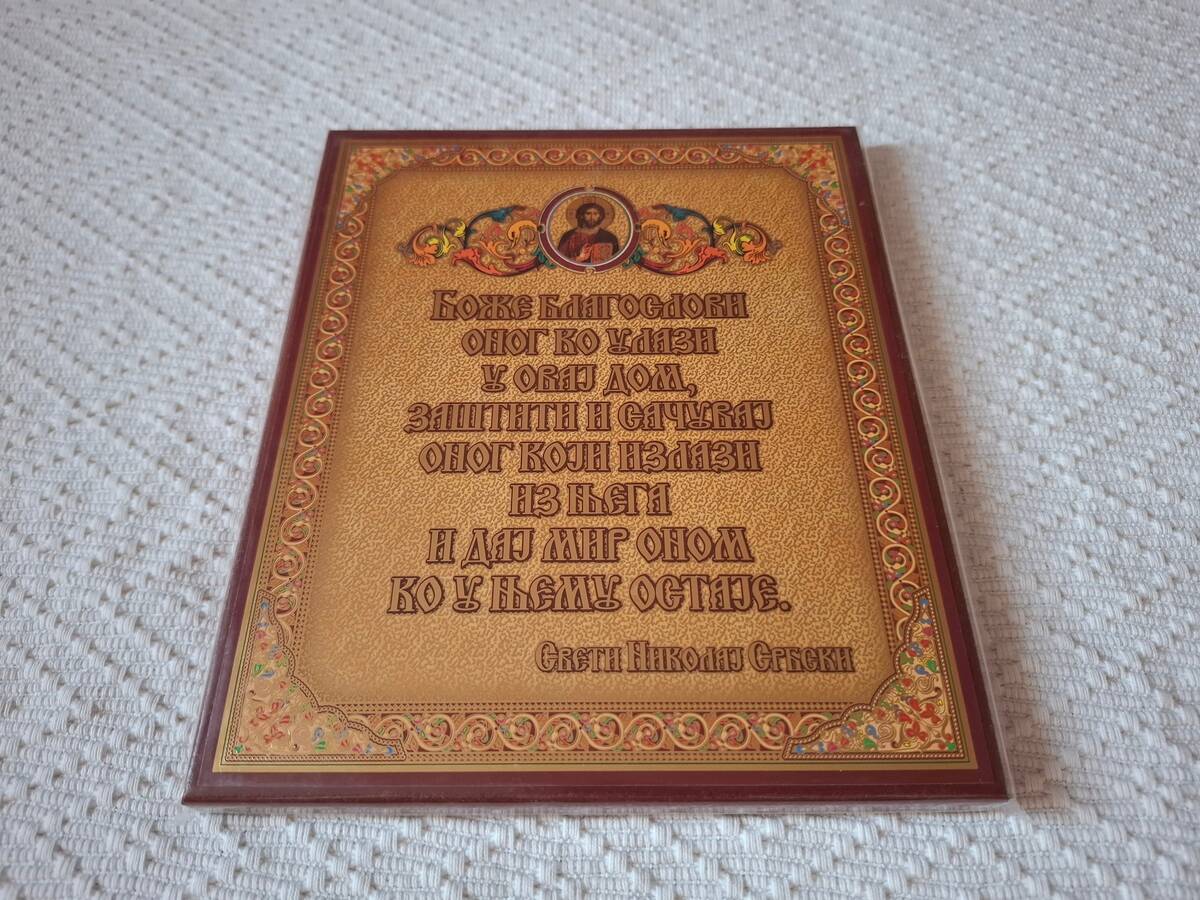 Боже благослови
оног ко улази
у овај дом,
заштити и сачувај
оног који излази
из њега
и дај мир оном
ко у њему остаје.
Свети Николај Србски